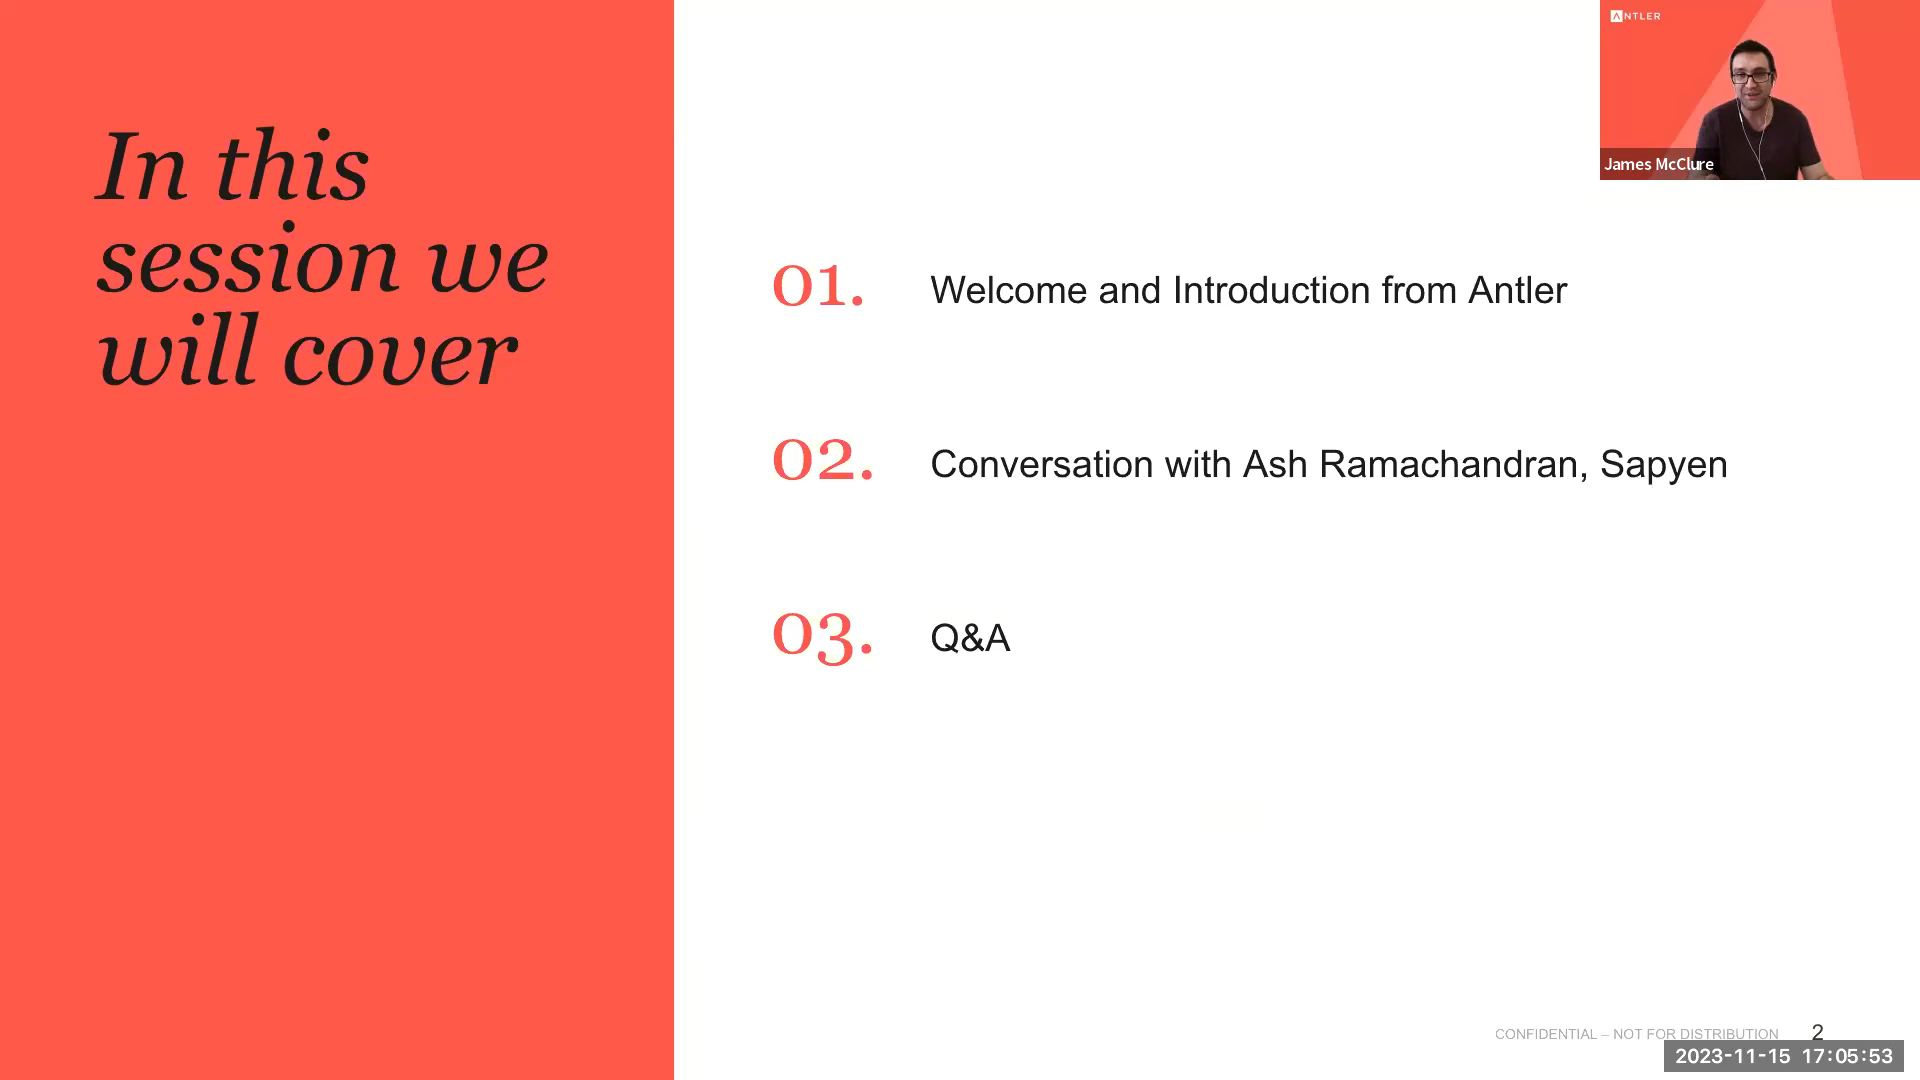 In this
session we
will cover
01. Welcome and Introduction from Antler
02. Conversation with Ash Ramachandran, Sapyen
03. Q&A
ANTLER
James McClure
CONFIDENTIAL – NOT FOR DISTRIBUTION 2
2023-11-15 17:05:53